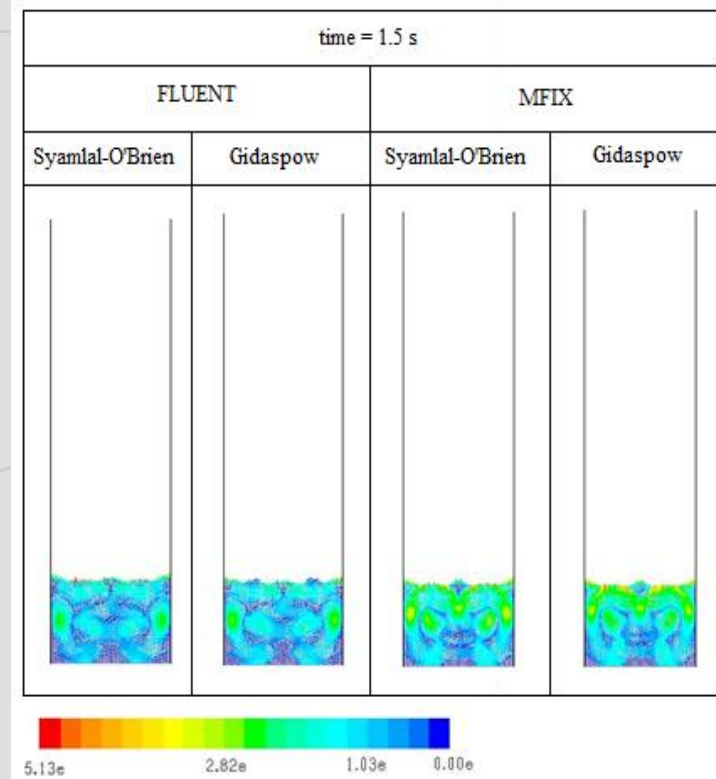 time = 1.5 s
FLUENT MFIX
Syamlal-O'Brien Gidaspow Syamlal-O'Brien Gidaspow
5.13e 2.82e 1.03e 0.00e